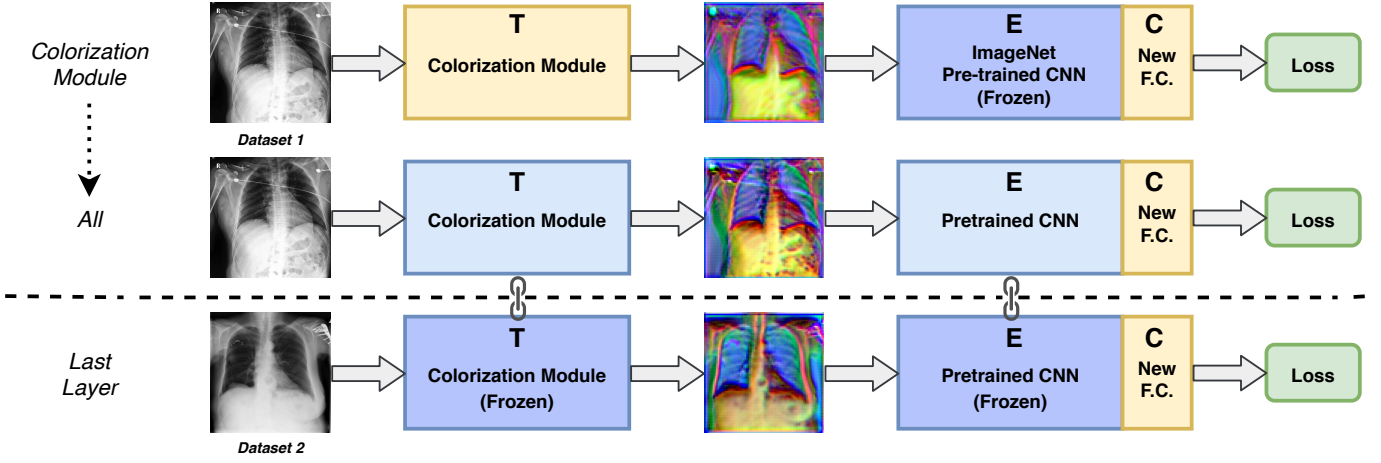 Colorization
Module
T
Colorization Module
E
ImageNet
Pre-trained CNN
(Frozen)
C
New
F.C.
Loss
Dataset 1
All
T
Colorization Module
E
Pretrained CNN
C
New
F.C.
Loss
Last
Layer
T
Colorization Module
(Frozen)
E
Pretrained CNN
(Frozen)
C
New
F.C.
Loss
Dataset 2